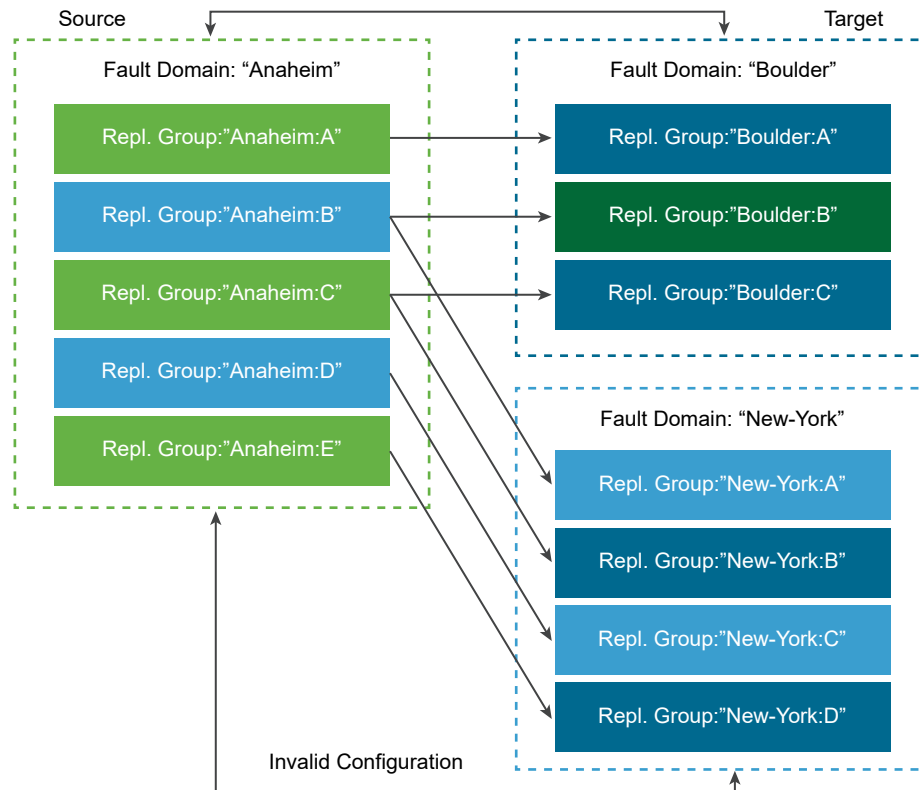 Source
Target
Fault Domain: “Anaheim”
Repl. Group:”Anaheim:A”
Repl. Group:”Anaheim:B”
Repl. Group:”Anaheim:C”
Repl. Group:”Anaheim:D”
Repl. Group:”Anaheim:E”
Fault Domain: “Boulder”
Repl. Group:”Boulder:A”
Repl. Group:”Boulder:B”
Repl. Group:”Boulder:C”
Fault Domain: “New-York”
Repl. Group:”New-York:A”
Repl. Group:”New-York:B”
Repl. Group:”New-York:C”
Repl. Group:”New-York:D”
Invalid Configuration